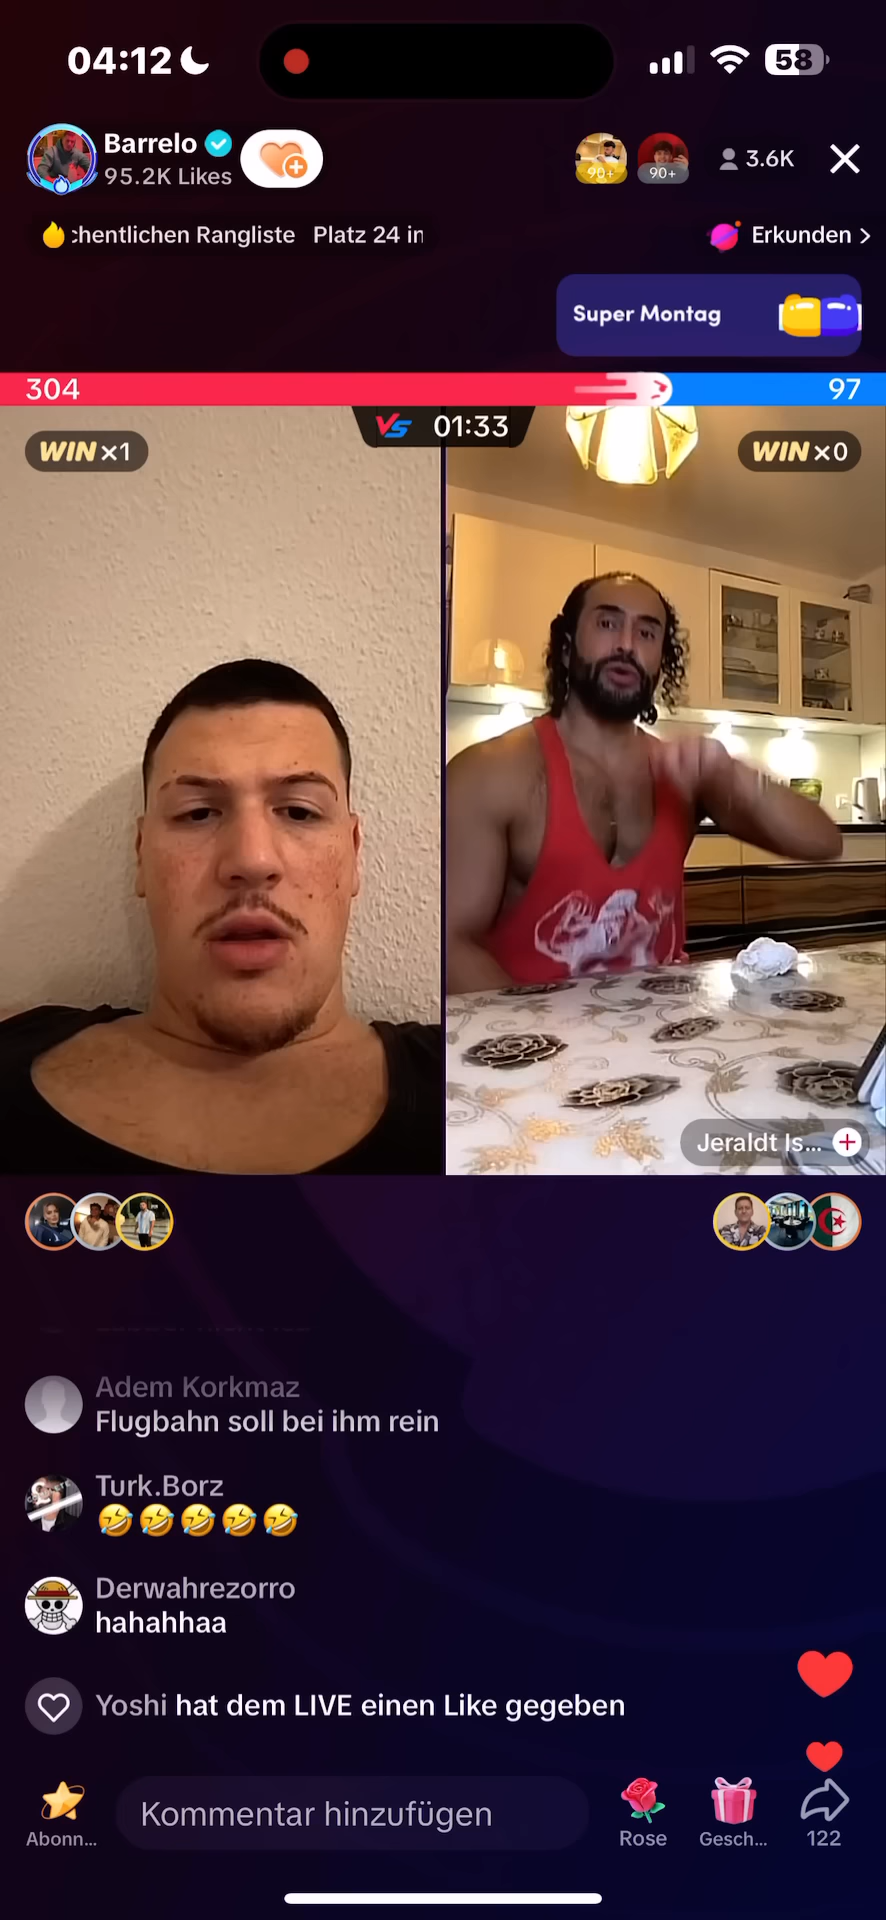 04:12
58
Barrelo
95.2K Likes
90+
90+
3.6K
chentlichen Rangliste Platz 24 in
Erkunden >
Super Montag
304
97
VS 01:33
WIN x1
WIN x0
Jeraldt Is... +
Adem Korkmaz
Flugbahn soll bei ihm rein
Turk.Borz
🤣🤣🤣🤣🤣
Derwahrezorro
hahahhaa
Yoshi hat dem LIVE einen Like gegeben
Abonn...
Kommentar hinzufügen
Rose
Gesch...
122